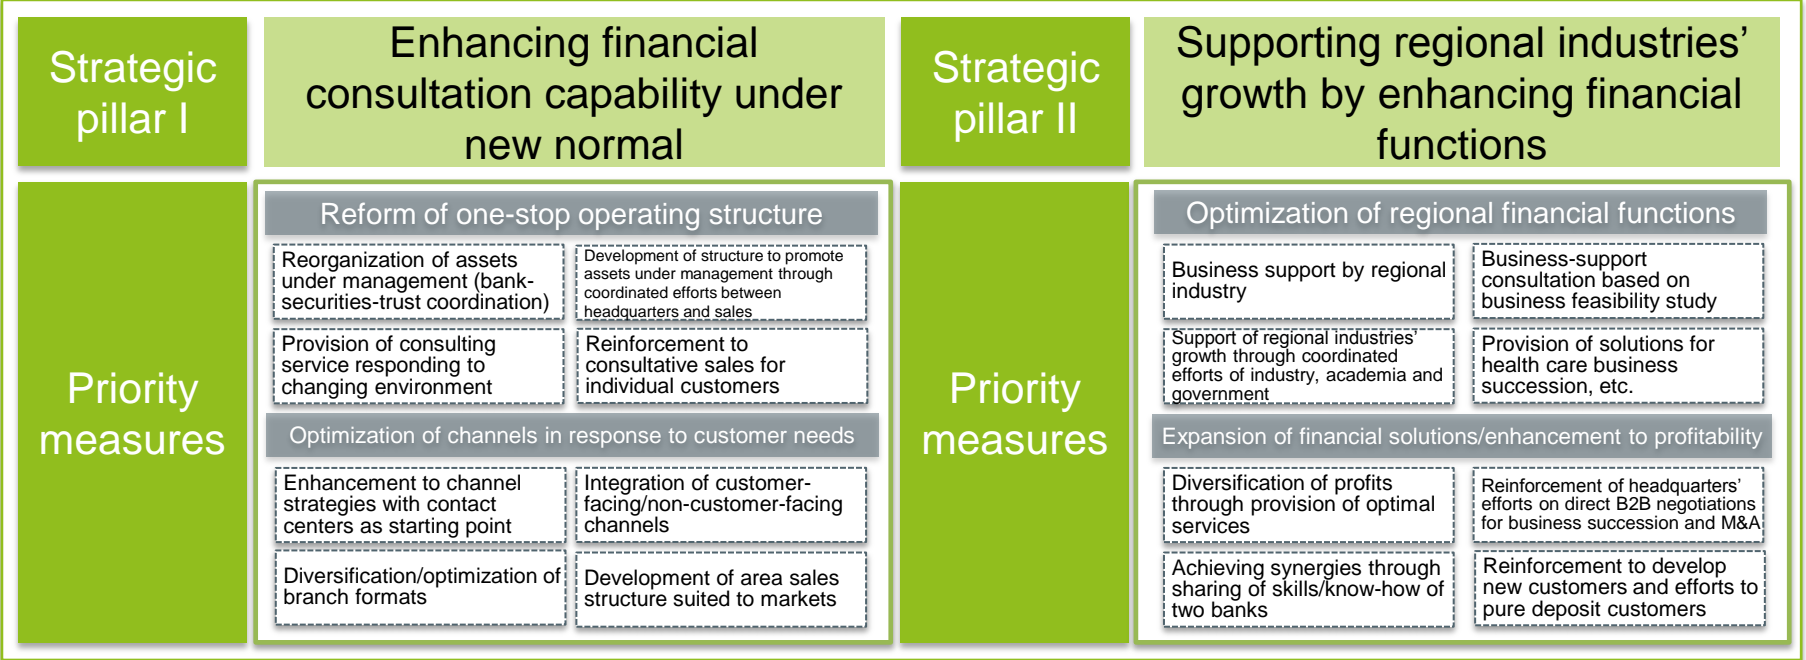 Strategic
pillar I
Enhancing financial
consultation capability under
new normal
Priority
measures
Reform of one-stop operating structure
Reorganization of assets
under management (bank-
securities-trust coordination)
Development of structure to promote
assets under management through
coordinated efforts between
headquarters and sales
Provision of consulting
service responding to
changing environment
Reinforcement to
consultative sales for
individual customers
Optimization of channels in response to customer needs
Enhancement to channel
strategies with contact
centers as starting point
Integration of customer-
facing/non-customer-facing
channels
Diversification/optimization of
branch formats
Development of area sales
structure suited to markets
Strategic
pillar II
Supporting regional industries’
growth by enhancing financial
functions
Priority
measures
Optimization of regional financial functions
Business support by regional
industry
Business-support
consultation based on
business feasibility study
Support of regional industries’
growth through coordinated
efforts of industry, academia and
government
Provision of solutions for
health care business
succession, etc.
Expansion of financial solutions/enhancement to profitability
Diversification of profits
through provision of optimal
services
Reinforcement of headquarters’
efforts on direct B2B negotiations
for business succession and M&A
Achieving synergies through
sharing of skills/know-how of
two banks
Reinforcement to develop
new customers and efforts to
pure deposit customers